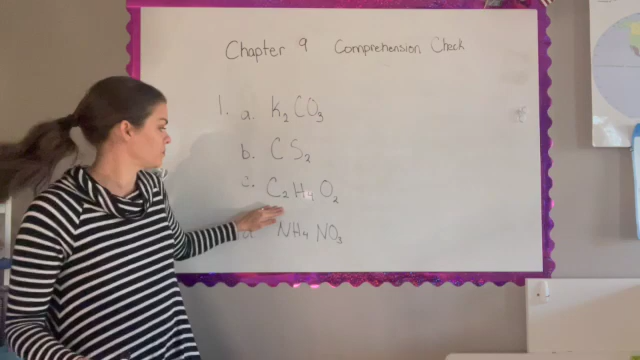 Chapter 9 Comprehension Check
1. a. K₂CO₃
b. CS₂
c. C₂H₄O₂
d. NH₄NO₃